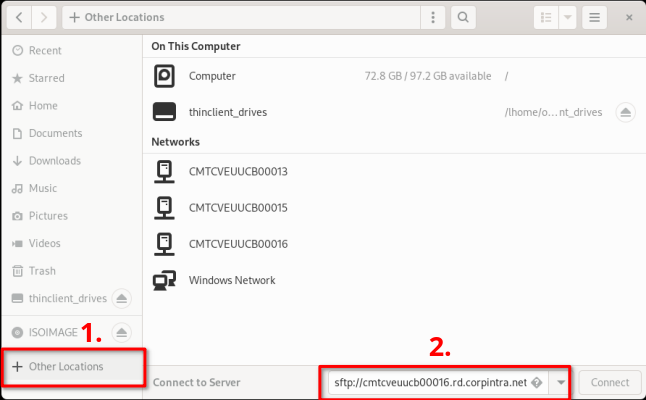 Other Locations
Recent
Starred
Home
Documents
Downloads
Music
Pictures
Videos
Trash
thinclient_drives
ISOIMAGE
1.
Other Locations
On This Computer
Computer 72.8 GB / 97.2 GB available /
thinclient_drives /lhome/o…nt_drives
Networks
CMTCVEUUCB00013
CMTCVEUUCB00015
CMTCVEUUCB00016
Windows Network
2.
Connect to Server sftp://cmtcveuucb00016.rd.corpintra.net Connect